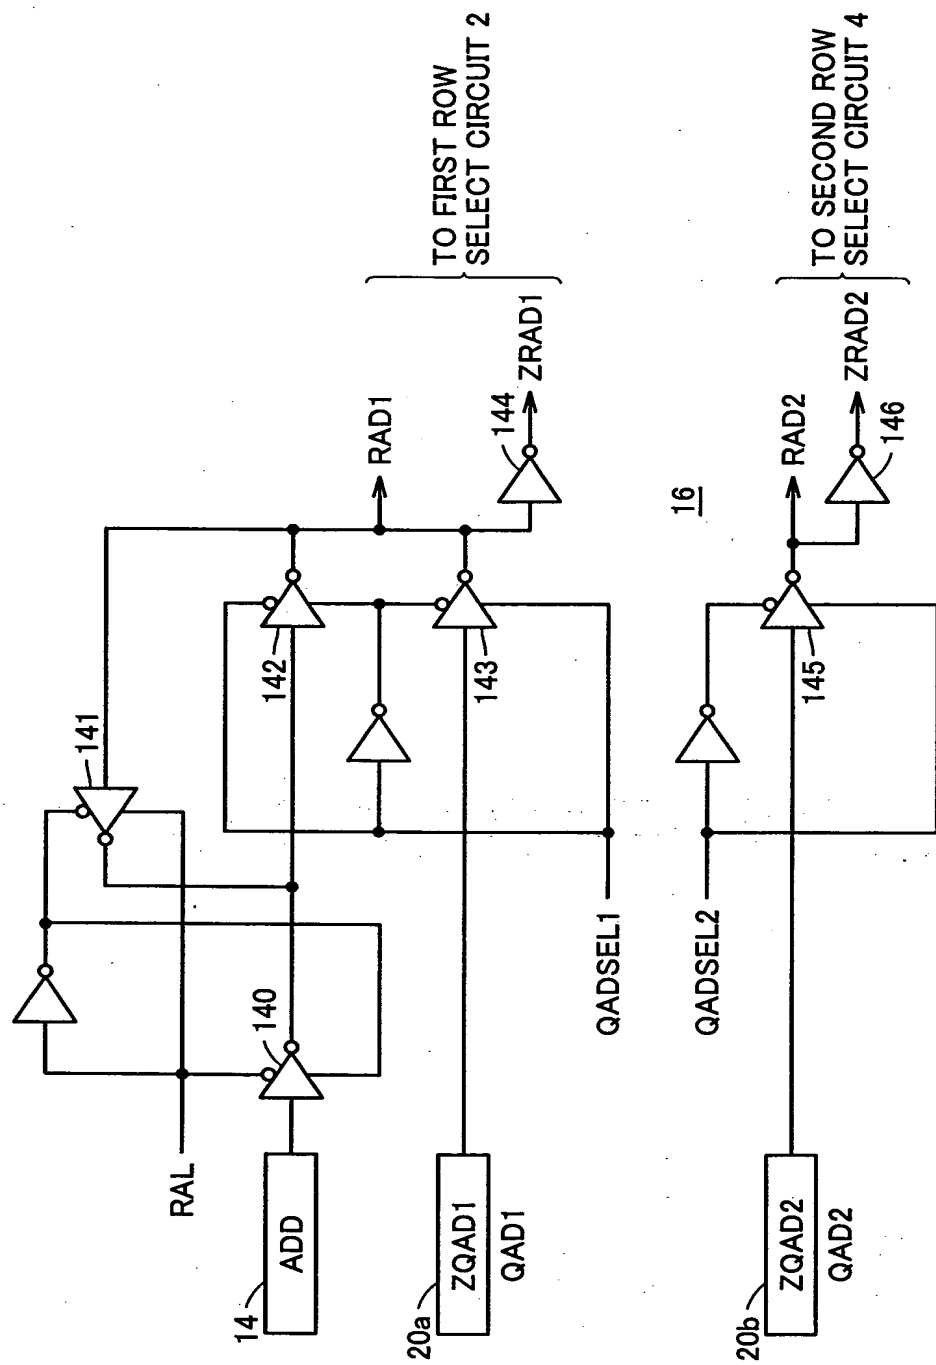 RAL
14
ADD
140
141
142
RAD1
144
ZRAD1
TO FIRST ROW
SELECT CIRCUIT 2
20a
ZQAD1
QAD1
143
QADSEL1
16
QADSEL2
20b
ZQAD2
QAD2
145
RAD2
146
ZRAD2
TO SECOND ROW
SELECT CIRCUIT 4